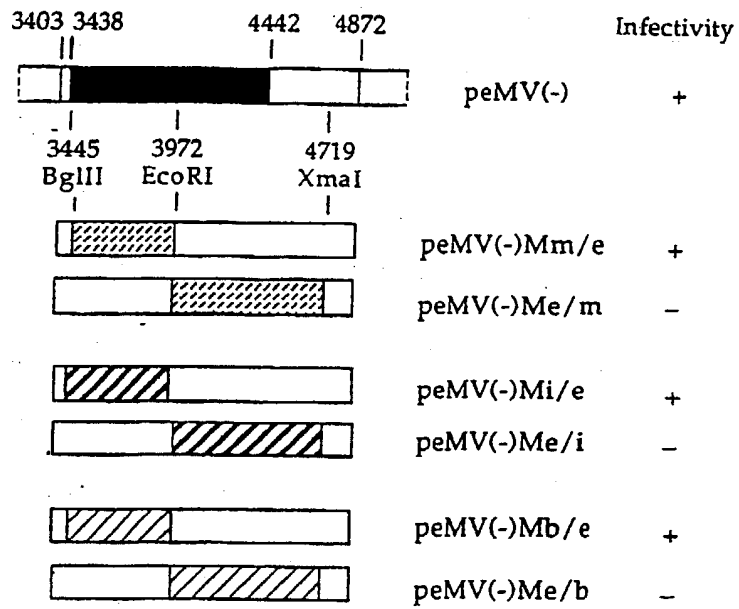 3403 3438 4442 4872 Infectivity
peMV(-) +
3445 3972 4719
BglII EcoRI XmaI
peMV(-)Mm/e +
peMV(-)Me/m -
peMV(-)Mi/e +
peMV(-)Me/i -
peMV(-)Mb/e +
peMV(-)Me/b -